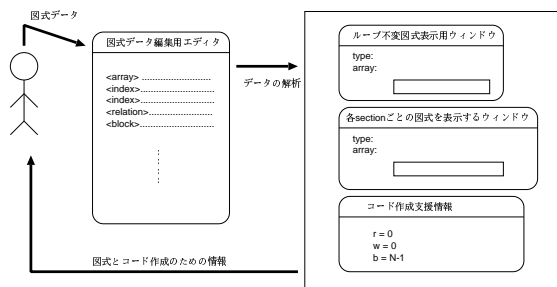 図式データ
図式データ編集用エディタ
<array> ............................
<index>............................
<index>............................
<relation>.........................
<block>............................
データの解析
ループ不変図式表示用ウィンドウ
type:
array:
各sectionごとの図式を表示するウィンドウ
type:
array:
コード作成支援情報
r = 0
w = 0
b = N-1
図式とコード作成のための情報